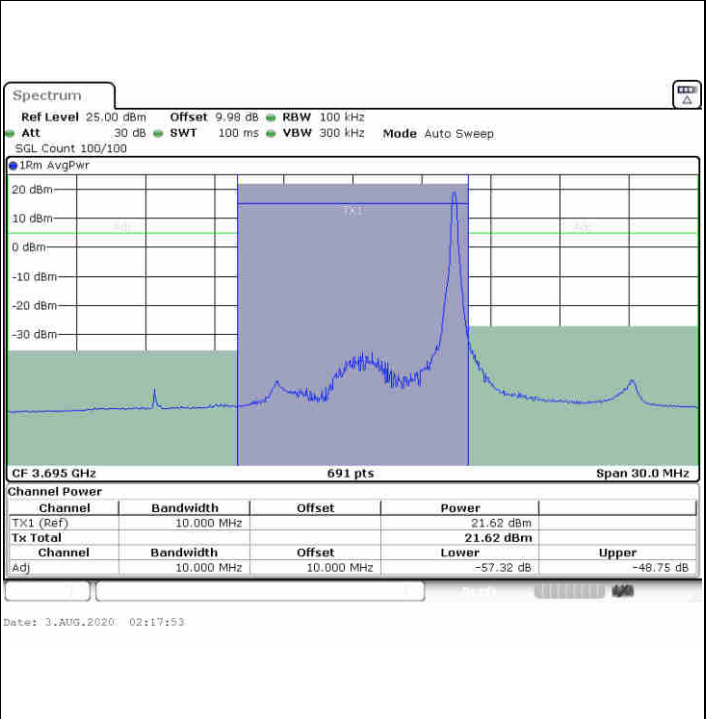 Spectrum
Ref Level 25.00 dBm Offset 9.98 dB RBW 100 kHz
Att 30 dB SWT 100 ms VBW 300 kHz Mode Auto Sweep
SGL Count 100/100
1Rm AvgPwr
20 dBm
TX1
10 dBm
Adj Adj
0 dBm
-10 dBm
-20 dBm
-30 dBm
CF 3.695 GHz 691 pts Span 30.0 MHz
Channel Power
Channel Bandwidth Offset Power
TX1 (Ref) 10.000 MHz 21.62 dBm
Tx Total 21.62 dBm
Channel Bandwidth Offset Lower Upper
Adj 10.000 MHz 10.000 MHz -57.32 dB -48.75 dB
Date: 3.AUG.2020 02:17:53